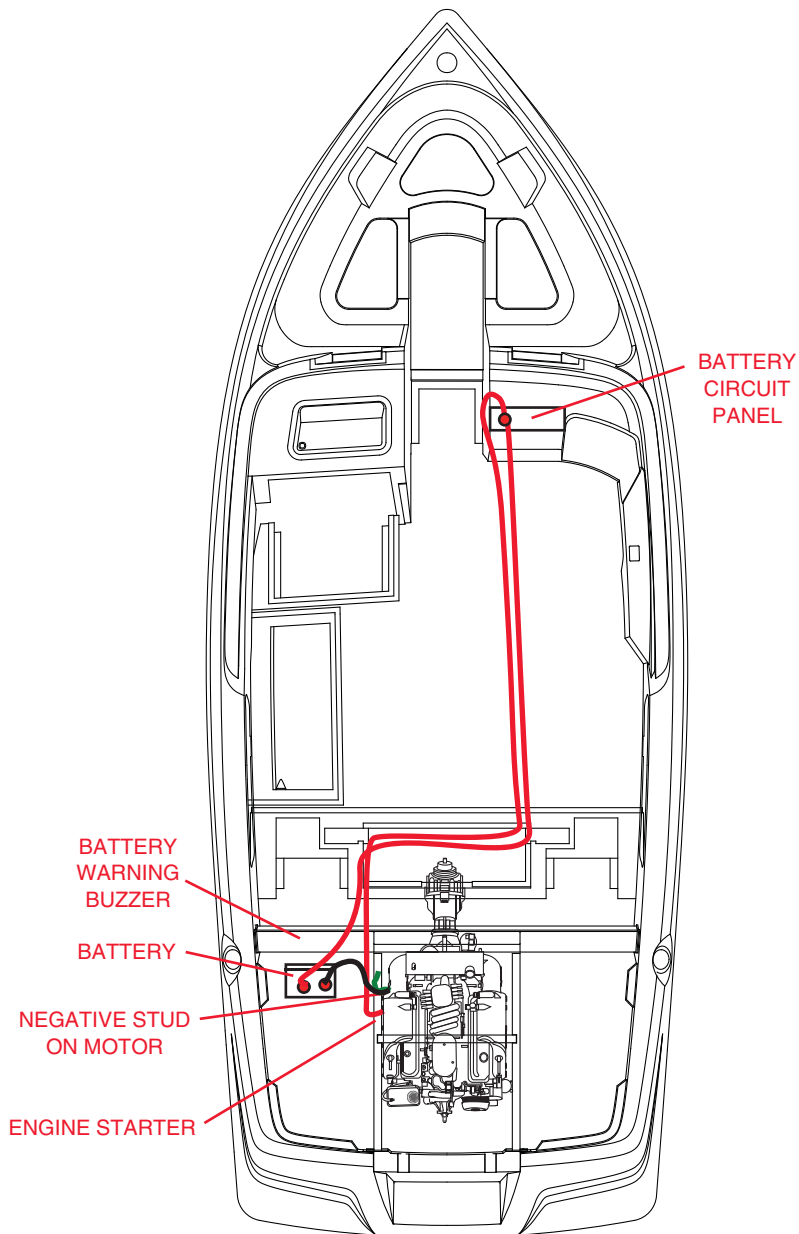 BATTERY
CIRCUIT
PANEL
BATTERY
WARNING
BUZZER
BATTERY
NEGATIVE STUD
ON MOTOR
ENGINE STARTER